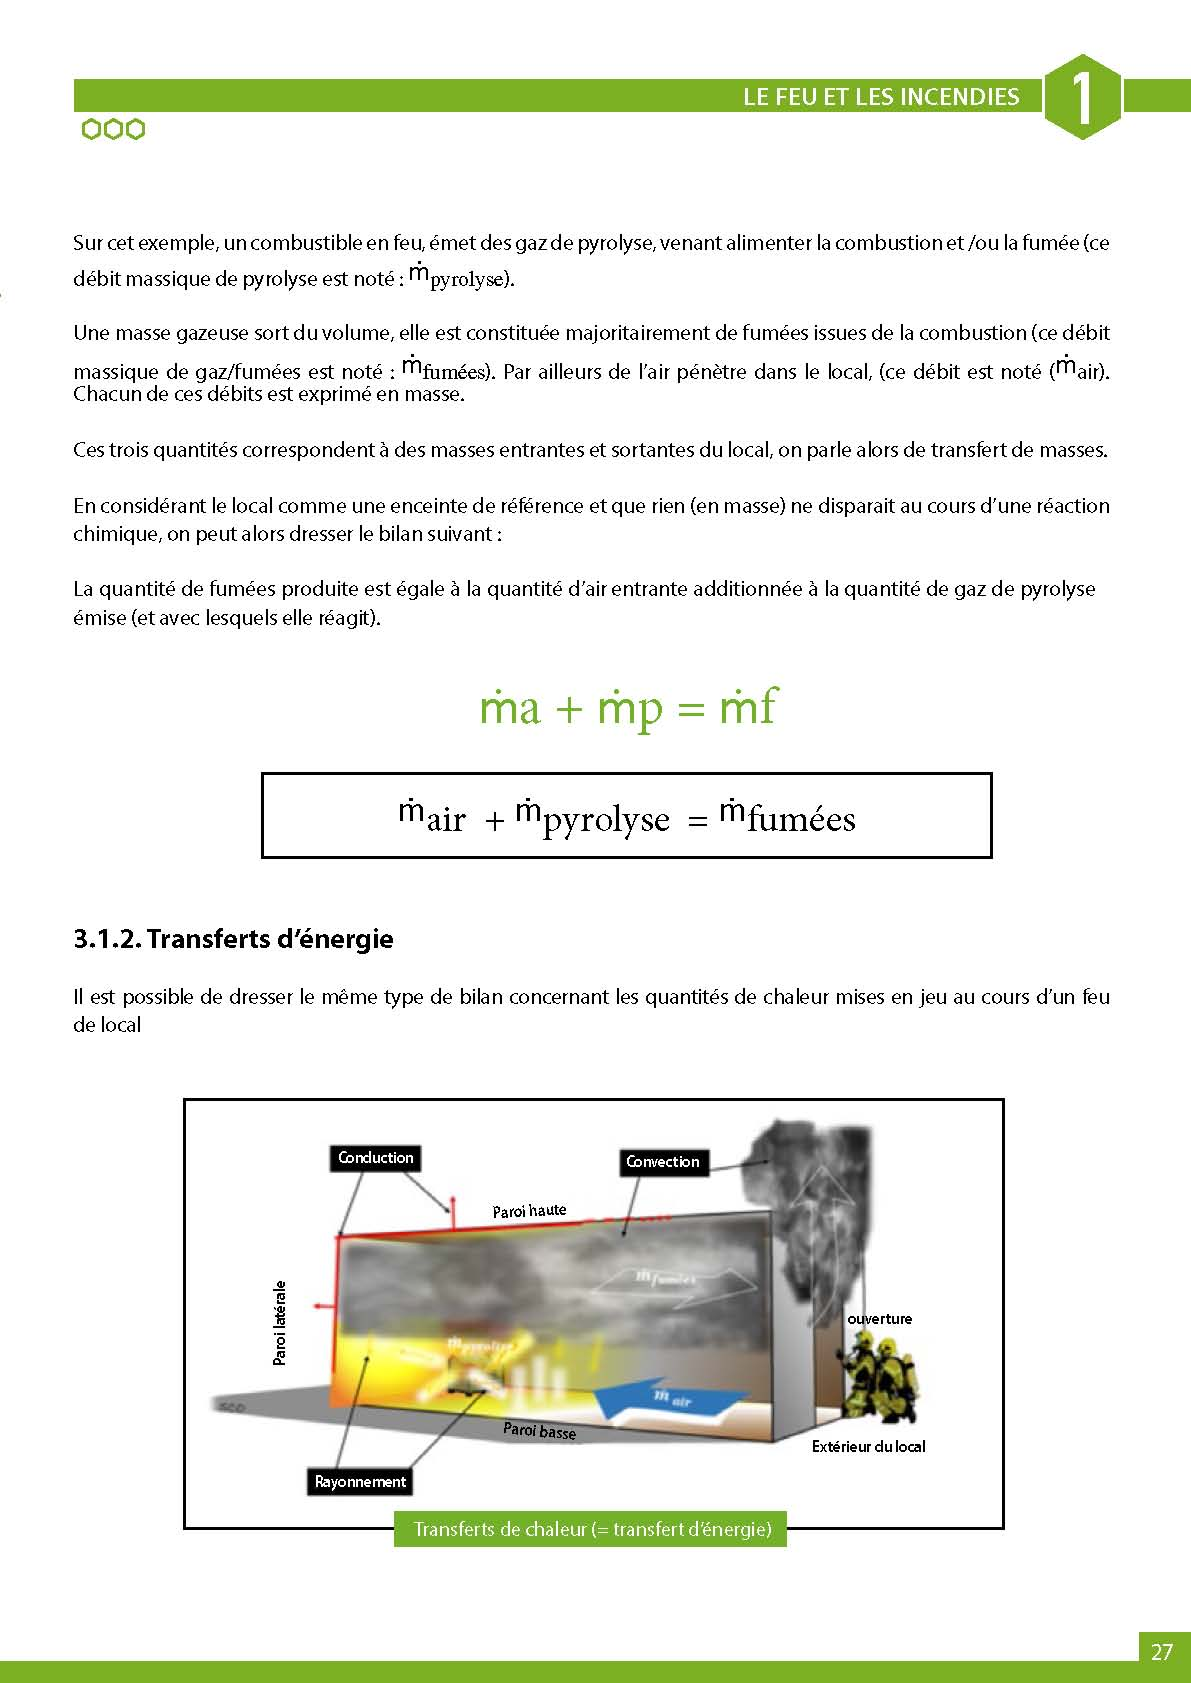 LE FEU ET LES INCENDIES
1
Sur cet exemple, un combustible en feu, émet des gaz de pyrolyse, venant alimenter la combustion et /ou la fumée (ce
débit massique de pyrolyse est noté : ṁpyrolyse).
Une masse gazeuse sort du volume, elle est constituée majoritairement de fumées issues de la combustion (ce débit
massique de gaz/fumées est noté : ṁfumées). Par ailleurs de l’air pénètre dans le local, (ce débit est noté (ṁair).
Chacun de ces débits est exprimé en masse.
Ces trois quantités correspondent à des masses entrantes et sortantes du local, on parle alors de transfert de masses.
En considérant le local comme une enceinte de référence et que rien (en masse) ne disparait au cours d’une réaction
chimique, on peut alors dresser le bilan suivant :
La quantité de fumées produite est égale à la quantité d’air entrante additionnée à la quantité de gaz de pyrolyse
émise (et avec lesquels elle réagit).
ṁa + ṁp = ṁf
ṁair + ṁpyrolyse = ṁfumées
3.1.2. Transferts d’énergie
Il est possible de dresser le même type de bilan concernant les quantités de chaleur mises en jeu au cours d’un feu
de local
Conduction
Convection
Paroi haute
ṁfumées
Paroi latérale
ouverture
ṁpyrolyse
ṁ air
SCD
Paroi basse
Extérieur du local
Rayonnement
Transferts de chaleur (= transfert d’énergie)
27